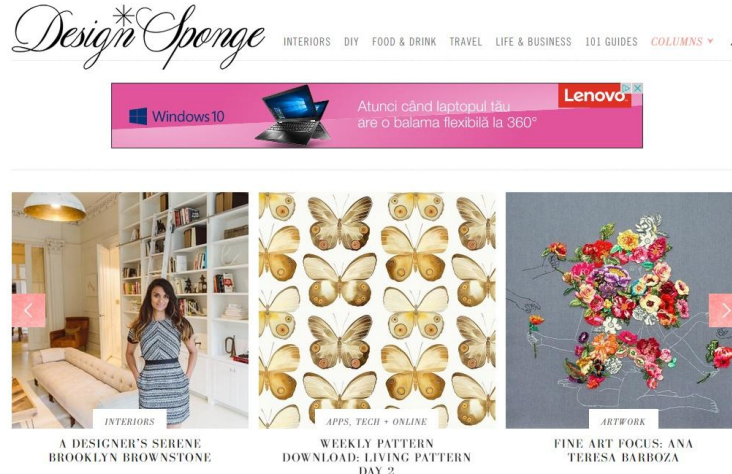 Design*Sponge
INTERIORS DIY FOOD & DRINK TRAVEL LIFE & BUSINESS 101 GUIDES COLUMNS
Lenovo
Windows 10
Atunci când laptopul tău
are o balama flexibilă la 360°
INTERIORS
A DESIGNER'S SERENE
BROOKLYN BROWNSTONE
APPS, TECH + ONLINE
WEEKLY PATTERN
DOWNLOAD: LIVING PATTERN
DAY 2
ARTWORK
FINE ART FOCUS: ANA
TERESA BARBOZA